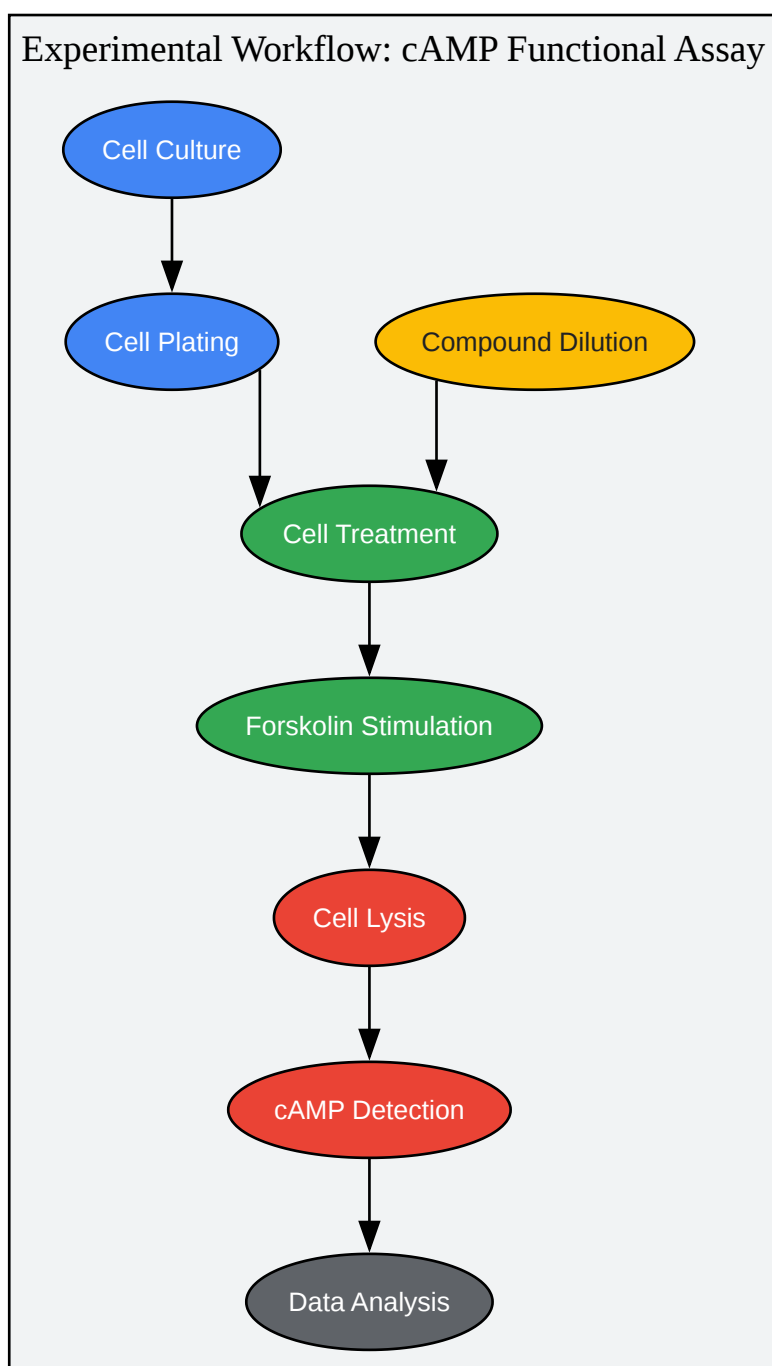 Experimental Workflow: cAMP Functional Assay
Cell Culture
Cell Plating
Compound Dilution
Cell Treatment
Forskolin Stimulation
Cell Lysis
cAMP Detection
Data Analysis